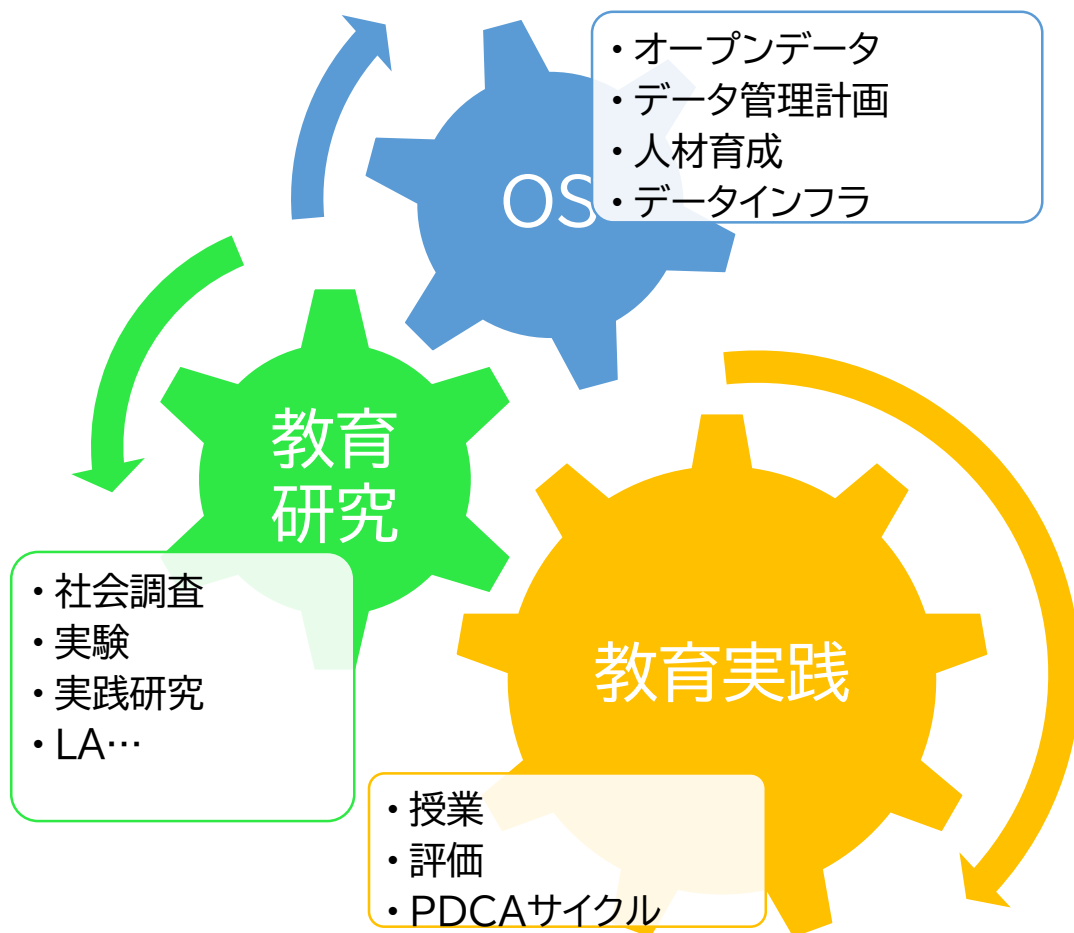 ・オープンデータ
・データ管理計画
・人材育成
・データインフラ
OS
教育
研究
・社会調査
・実験
・実践研究
・LA…
教育実践
・授業
・評価
・PDCAサイクル